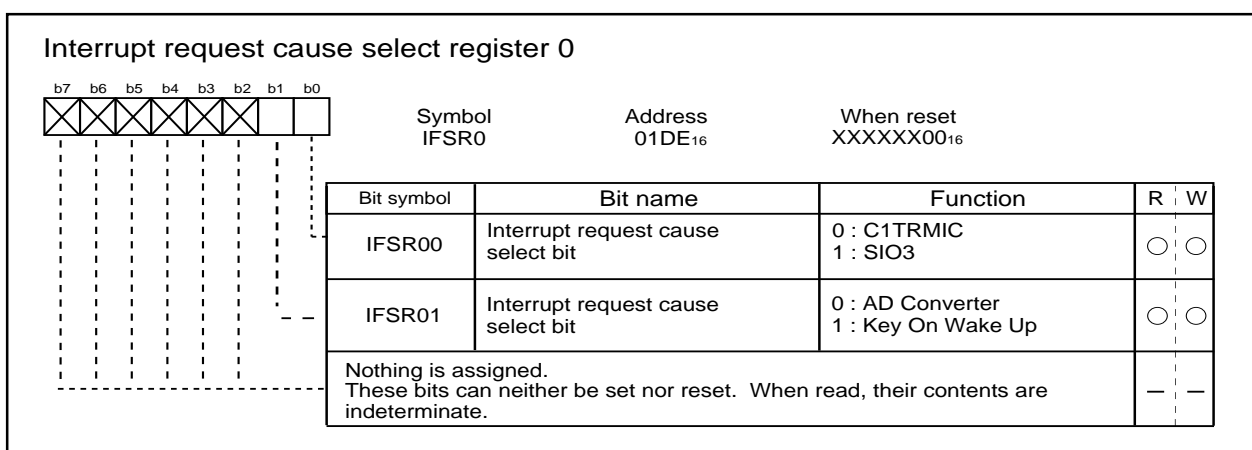 Interrupt request cause select register 0
b7 b6 b5 b4 b3 b2 b1 b0
Symbol Address When reset
IFSR0 01DE16 XXXXXX0016
Bit symbol Bit name Function R W
IFSR00 Interrupt request cause select bit 0 : C1TRMIC
1 : SIO3
IFSR01 Interrupt request cause select bit 0 : AD Converter
1 : Key On Wake Up
Nothing is assigned.
These bits can neither be set nor reset. When read, their contents are
indeterminate.